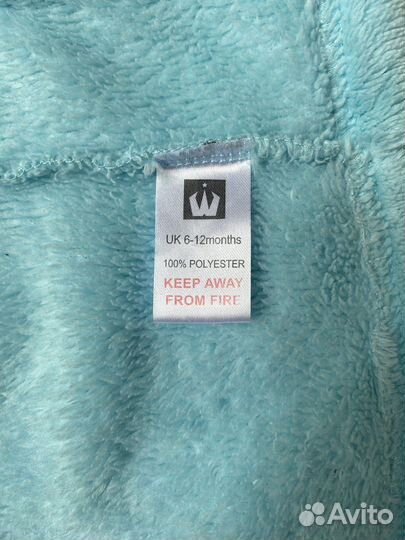 W
UK 6-12months
100% POLYESTER
KEEP AWAY
FROM FIRE
Avito